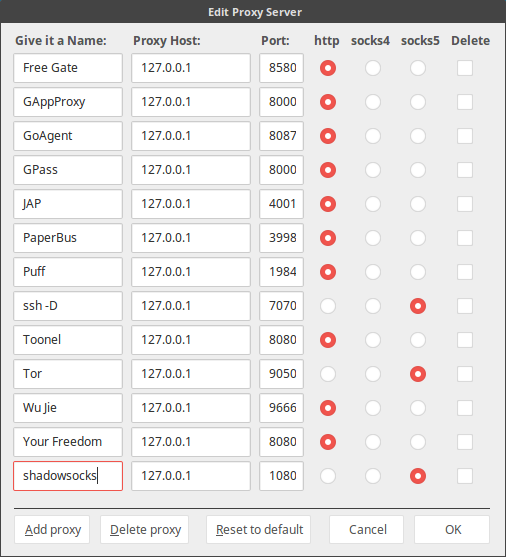 Edit Proxy Server
Give it a Name: Proxy Host: Port: http socks4 socks5 Delete
Free Gate 127.0.0.1 8580
GAppProxy 127.0.0.1 8000
GoAgent 127.0.0.1 8087
GPass 127.0.0.1 8000
JAP 127.0.0.1 4001
PaperBus 127.0.0.1 3998
Puff 127.0.0.1 1984
ssh -D 127.0.0.1 7070
Toonel 127.0.0.1 8080
Tor 127.0.0.1 9050
Wu Jie 127.0.0.1 9666
Your Freedom 127.0.0.1 8080
shadowsocks 127.0.0.1 1080
Add proxy Delete proxy Reset to default Cancel OK